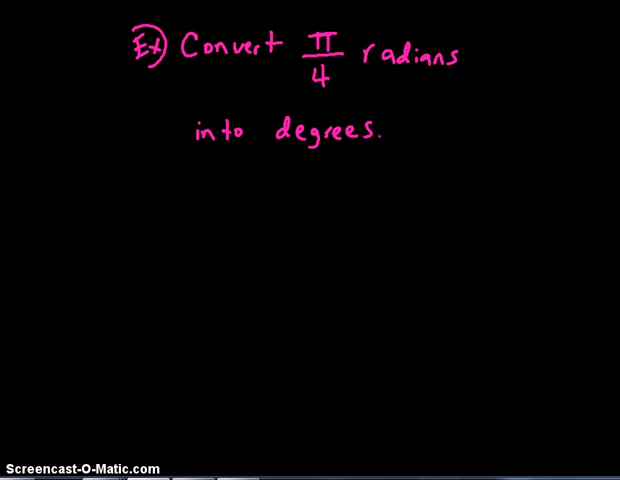 Ex) Convert π/4 radians
into degrees.
Screencast-O-Matic.com